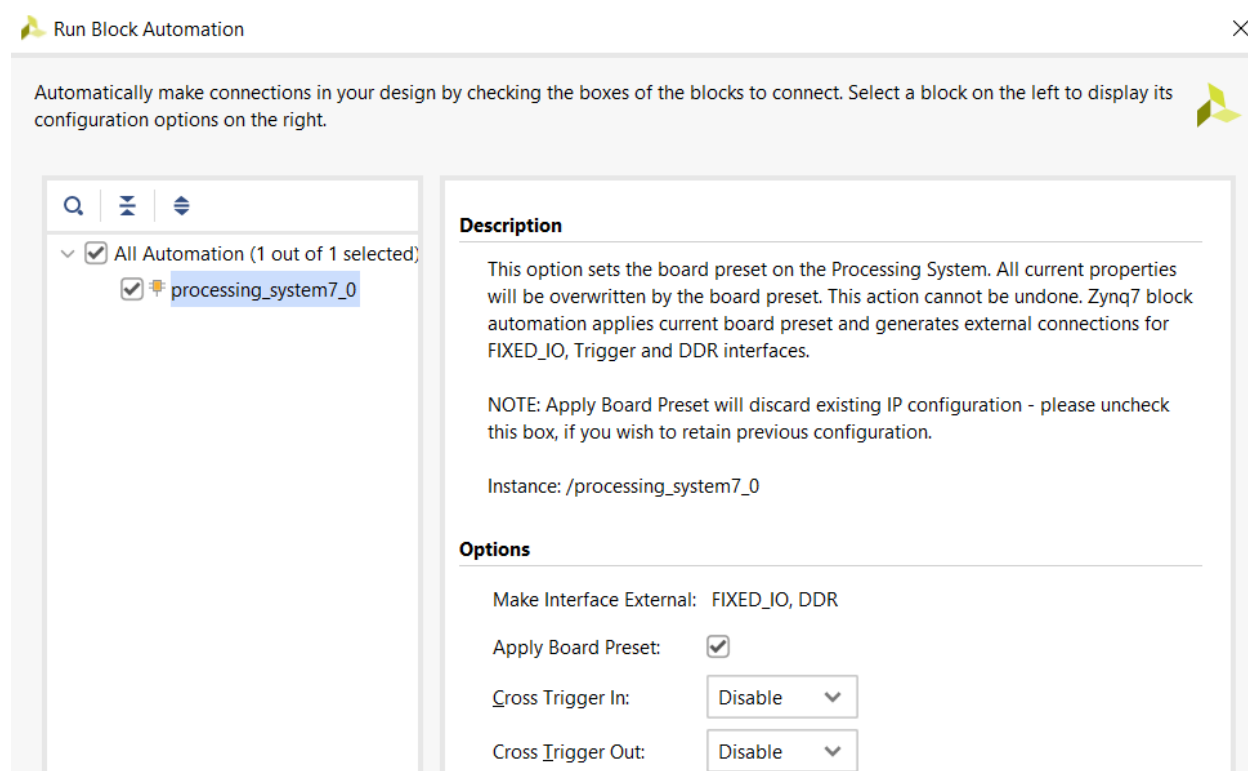 Run Block Automation
Automatically make connections in your design by checking the boxes of the blocks to connect. Select a block on the left to display its
configuration options on the right.
All Automation (1 out of 1 selected)
processing_system7_0
Description
This option sets the board preset on the Processing System. All current properties
will be overwritten by the board preset. This action cannot be undone. Zynq7 block
automation applies current board preset and generates external connections for
FIXED_IO, Trigger and DDR interfaces.
NOTE: Apply Board Preset will discard existing IP configuration - please uncheck
this box, if you wish to retain previous configuration.
Instance: /processing_system7_0
Options
Make Interface External: FIXED_IO, DDR
Apply Board Preset:
Cross Trigger In: Disable
Cross Trigger Out: Disable